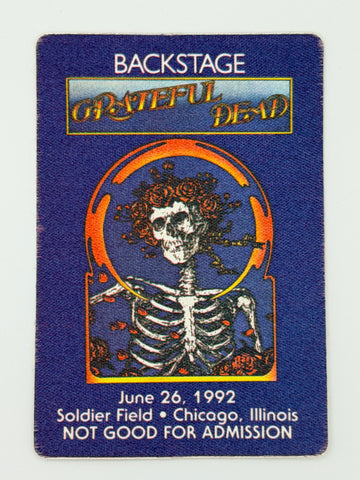 BACKSTAGE
GRATEFUL DEAD
June 26, 1992
Soldier Field • Chicago, Illinois
NOT GOOD FOR ADMISSION